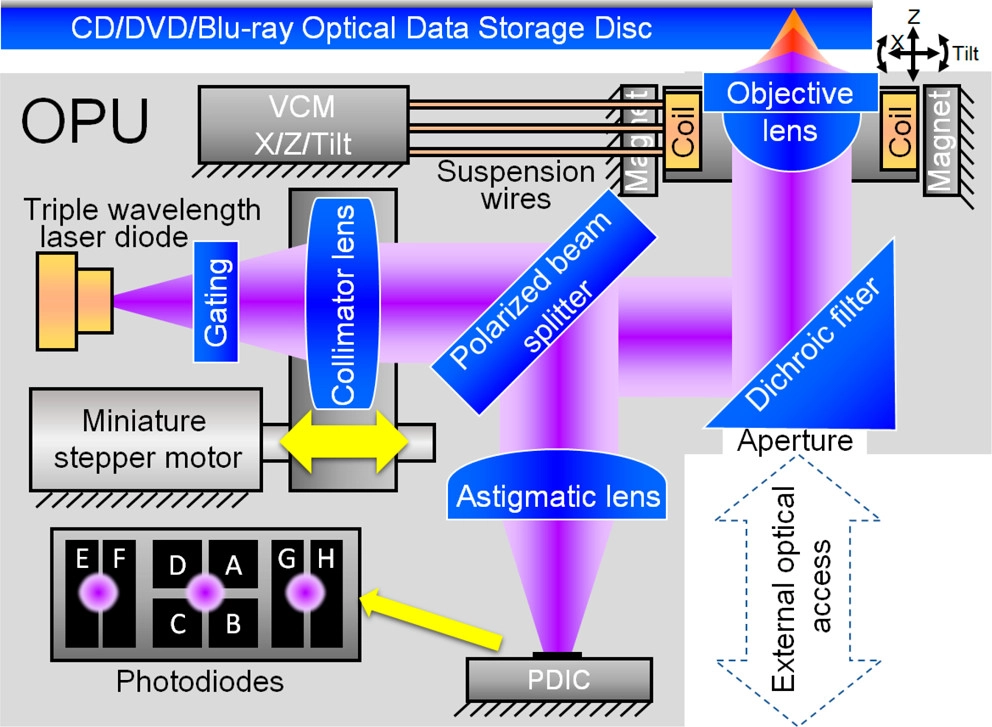 CD/DVD/Blu-ray Optical Data Storage Disc
Z
X
Tilt
OPU
VCM
X/Z/Tilt
Magnet
Coil
Objective
lens
Coil
Magnet
Suspension
wires
Triple wavelength
laser diode
Gating
Collimator lens
Polarized beam
splitter
Dichroic filter
Miniature
stepper motor
Aperture
Astigmatic lens
External optical
access
E F D A G H
C B
Photodiodes
PDIC